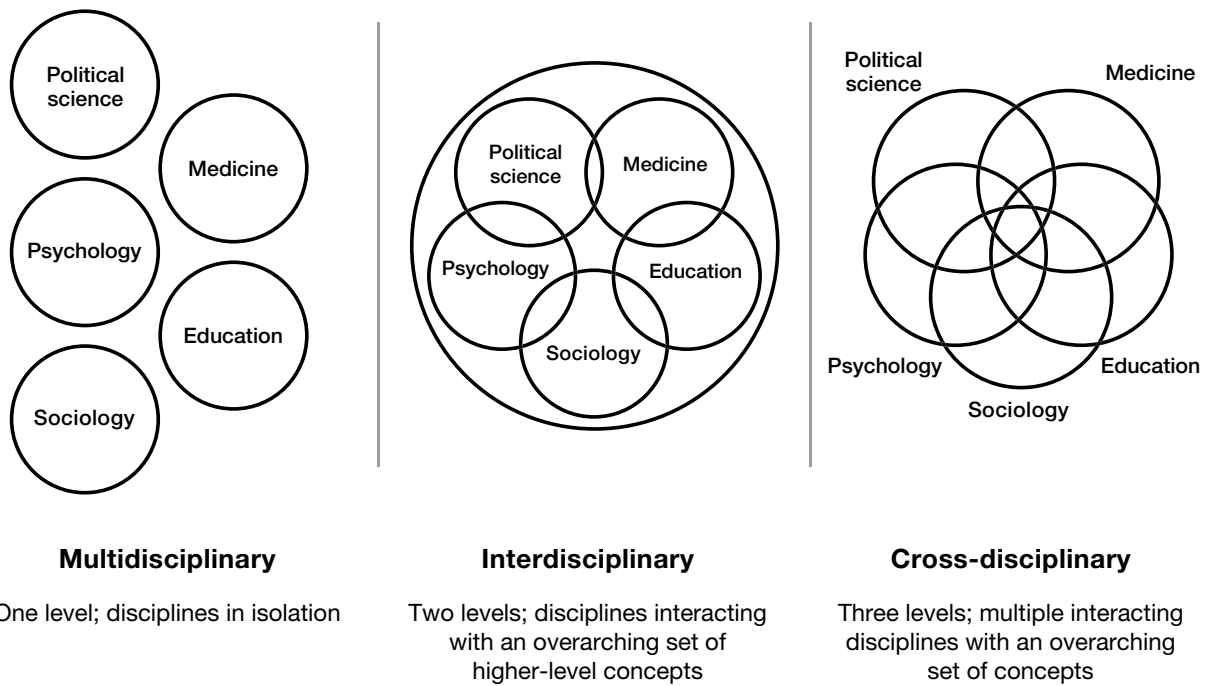 Political
science
Medicine
Psychology
Education
Sociology
Multidisciplinary
One level; disciplines in isolation
Political
science
Medicine
Psychology
Education
Sociology
Interdisciplinary
Two levels; disciplines interacting
with an overarching set of
higher-level concepts
Political
science
Medicine
Psychology
Education
Sociology
Cross-disciplinary
Three levels; multiple interacting
disciplines with an overarching
set of concepts